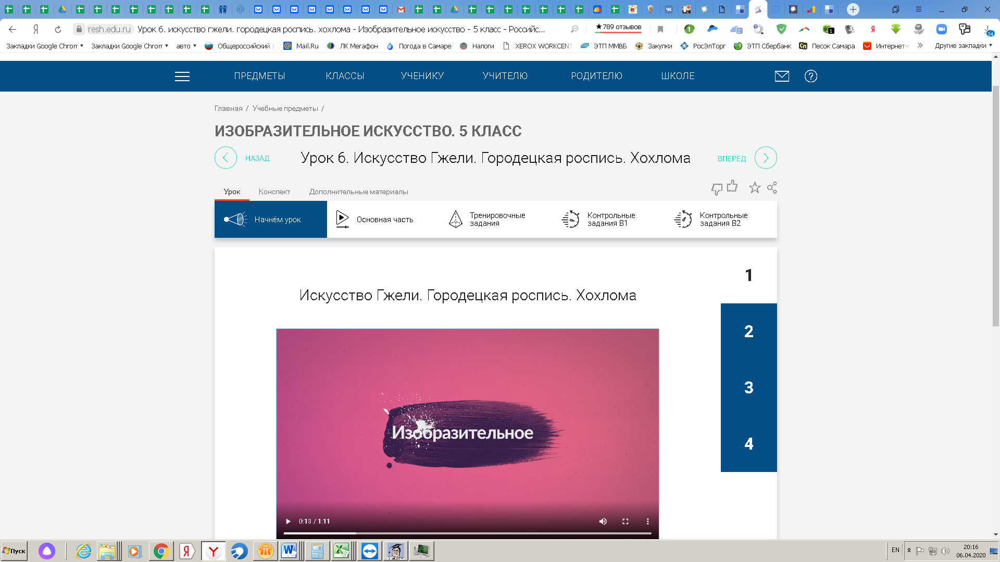 resh.edu.ru Урок 6. искусство гжели. городецкая роспись. хохлома - Изобразительное искусство - 5 класс - Российс...
★789 отзывов
Закладки Google Chrom Закладки Google Chrom авто Общероссийский Mail.Ru ЛК Мегафон Погода в Самаре Налоги XEROX WORKCENT ЭТП ММВБ Закупки РосЭлТорг ЭТП Сбербанк Песок Самара Интернет- Другие закладки
ПРЕДМЕТЫ КЛАССЫ УЧЕНИКУ УЧИТЕЛЮ РОДИТЕЛЮ ШКОЛЕ
Главная / Учебные предметы /
ИЗОБРАЗИТЕЛЬНОЕ ИСКУССТВО. 5 КЛАСС
НАЗАД Урок 6. Искусство Гжели. Городецкая роспись. Хохлома ВПЕРЁД
Урок Конспект Дополнительные материалы
Начнём урок
Основная часть
Тренировочные
задания
Контрольные
задания В1
Контрольные
задания В2
1
Искусство Гжели. Городецкая роспись. Хохлома
2
3
4
Изобразительное
0:13 / 1:11
Пуск
EN
20:16
06.04.2020